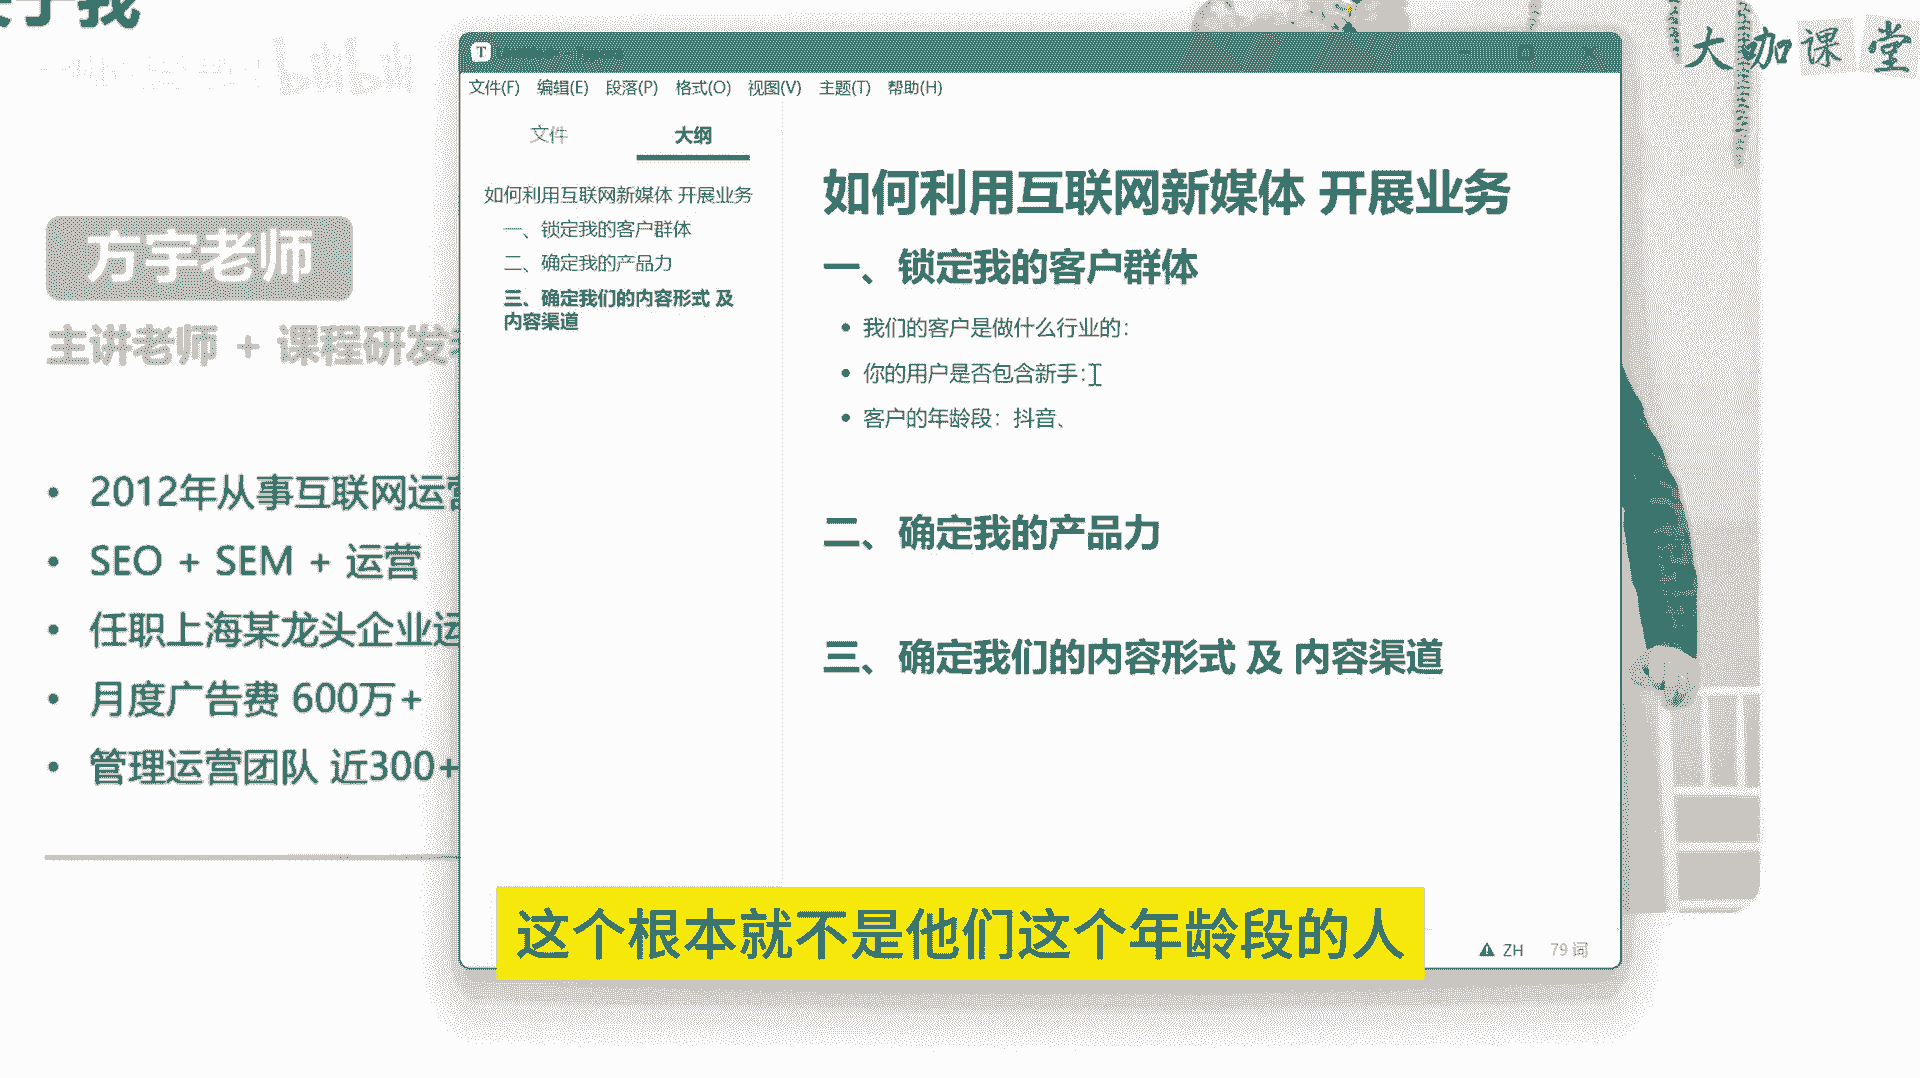 于我
bilibili
大咖课堂
方宇老师
主讲老师 + 课程研发
2012年从事互联网运营
SEO + SEM + 运营
任职上海某龙头企业运
月度广告费 600万+
管理运营团队 近300+
T
文件(F) 编辑(E) 段落(P) 格式(O) 视图(V) 主题(T) 帮助(H)
文件 大纲
如何利用互联网新媒体 开展业务
一、锁定我的客户群体
二、确定我的产品力
三、确定我们的内容形式 及
内容渠道
如何利用互联网新媒体 开展业务
一、锁定我的客户群体
我们的客户是做什么行业的：
你的用户是否包含新手：
客户的年龄段：抖音、
二、确定我的产品力
三、确定我们的内容形式 及 内容渠道
ZH 79 词
这个根本就不是他们这个年龄段的人